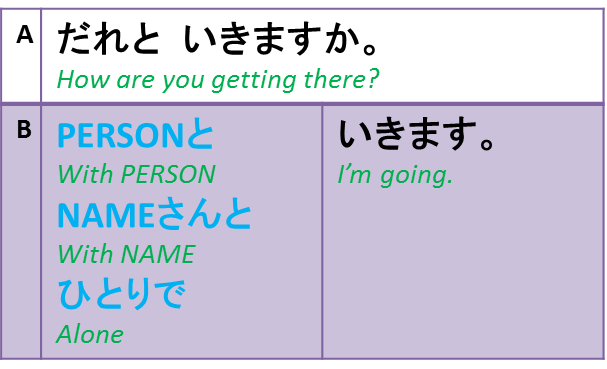 A だれと いきますか。
How are you getting there?
B PERSONと いきます。
With PERSON I'm going.
NAMEさんと
With NAME
ひとりで
Alone